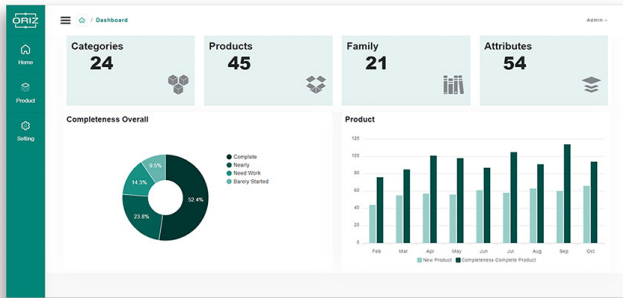 ORIZ
Home
Product
Setting
/ Dashboard
Admin
Categories
24
Products
45
Family
21
Attributes
54
Completeness Overall
9.5%
14.3%
23.8%
52.4%
Complete
Nearly
Need Work
Barely Started
Product
120
100
80
60
40
20
0
Feb Mar Apr May Jun Jul Aug Sep Oct
New Product Completeness Complete Product